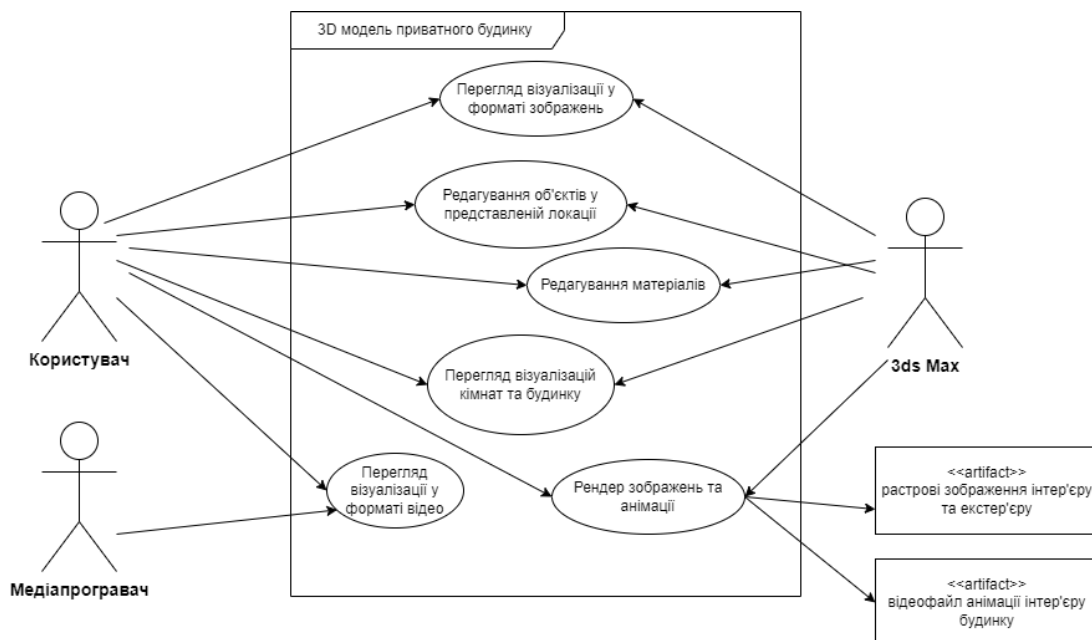 3D модель приватного будинку
Перегляд візуалізації у
форматі зображень
Редагування об'єктів у
представленій локації
Редагування матеріалів
Користувач
3ds Max
Перегляд візуалізацій
кімнат та будинку
Перегляд
візуалізації у
форматі відео
Рендер зображень та
анімації
<<artifact>>
растрові зображення інтер'єру
та екстер'єру
Медіапрогравач
<<artifact>>
відеофайл анімації інтер'єру
будинку